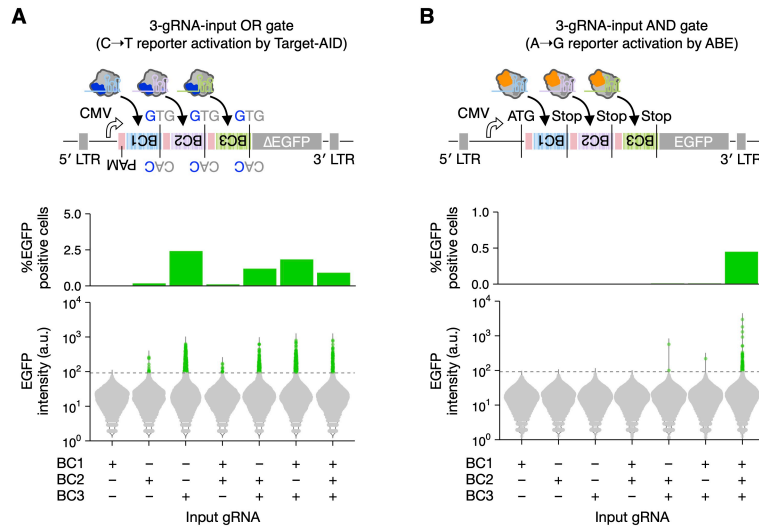 A
3-gRNA-input OR gate
(C→T reporter activation by Target-AID)
CMV
GTG GTG GTG
BC1 BC2 BC3 ΔEGFP
5′ LTR
PAM
CAC CAC CAC
3′ LTR
%EGFP
positive cells
5.0
2.5
0.0
EGFP
intensity (a.u.)
10⁴
10³
10²
10¹
10⁰
BC1 + − − + − + +
BC2 − + − + + − +
BC3 − − + − + + +
Input gRNA
B
3-gRNA-input AND gate
(A→G reporter activation by ABE)
CMV
ATG Stop Stop Stop
BC1 BC2 BC3 EGFP
5′ LTR
3′ LTR
%EGFP
positive cells
1.0
0.5
0.0
EGFP
intensity (a.u.)
10⁴
10³
10²
10¹
10⁰
BC1 + − − + − + +
BC2 − + − + + − +
BC3 − − + − + + +
Input gRNA